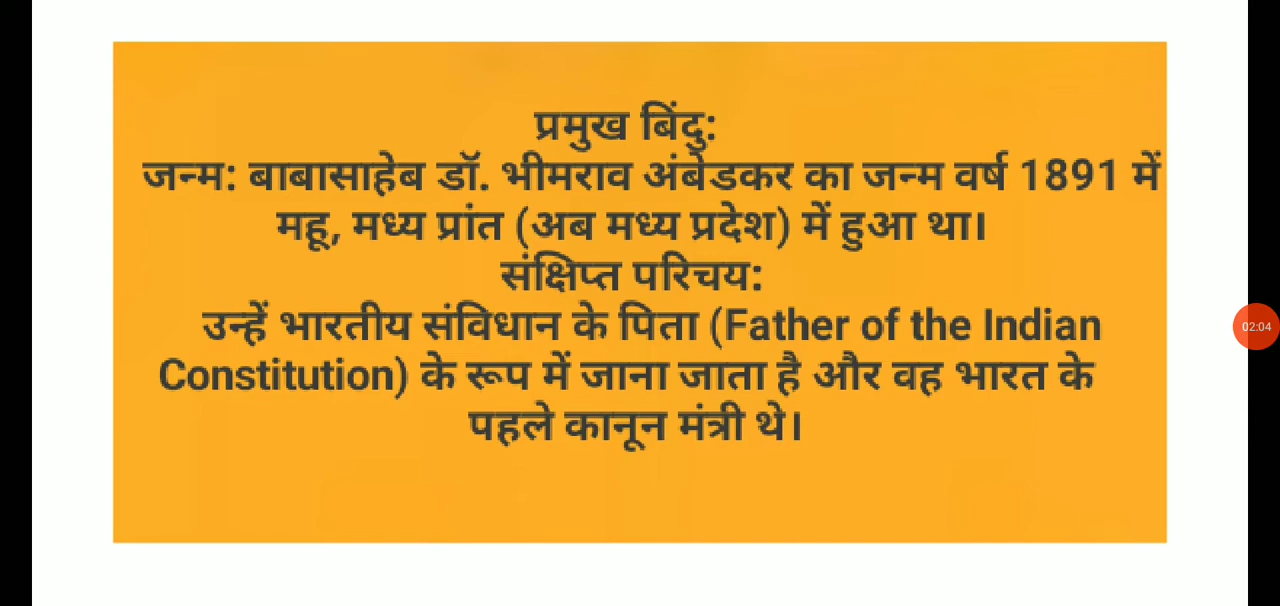 प्रमुख बिंदु:
जन्म: बाबासाहेब डॉ. भीमराव अंबेडकर का जन्म वर्ष 1891 में
महू, मध्य प्रांत (अब मध्य प्रदेश) में हुआ था।
संक्षिप्त परिचय:
उन्हें भारतीय संविधान के पिता (Father of the Indian
Constitution) के रूप में जाना जाता है और वह भारत के
पहले कानून मंत्री थे।
02:04